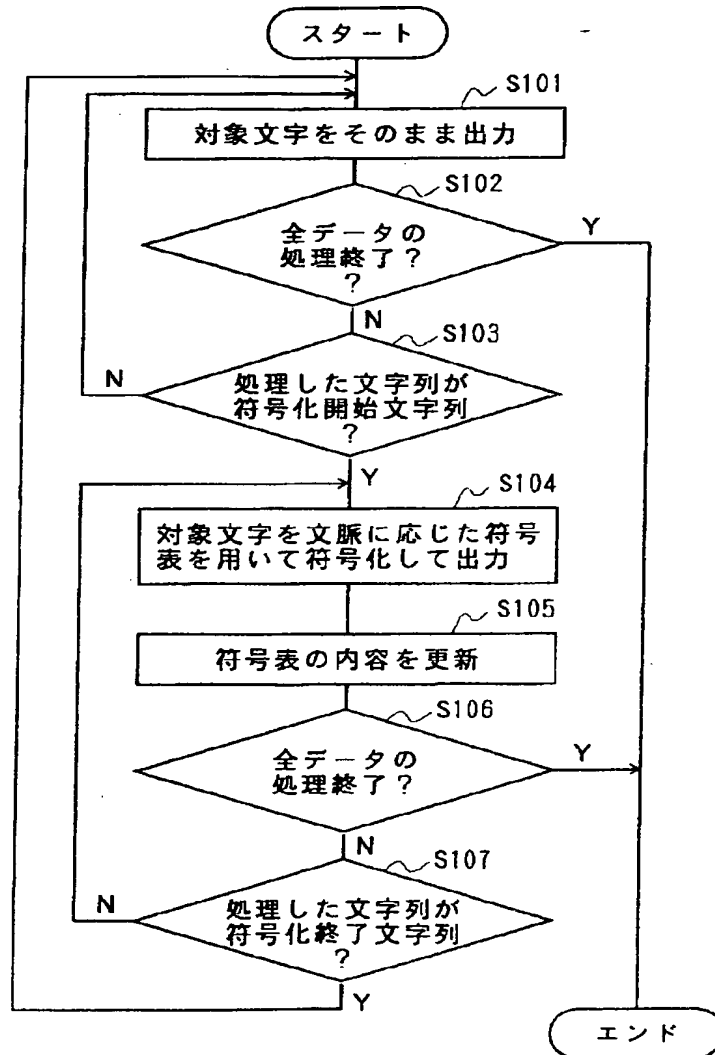 スタート
S101
対象文字をそのまま出力
S102
全データの
処理終了?
?
Y
N
S103
N
処理した文字列が
符号化開始文字列
?
Y
S104
対象文字を文脈に応じた符号
表を用いて符号化して出力
S105
符号表の内容を更新
S106
全データの
処理終了?
Y
N
S107
N
処理した文字列が
符号化終了文字列
?
Y
エンド